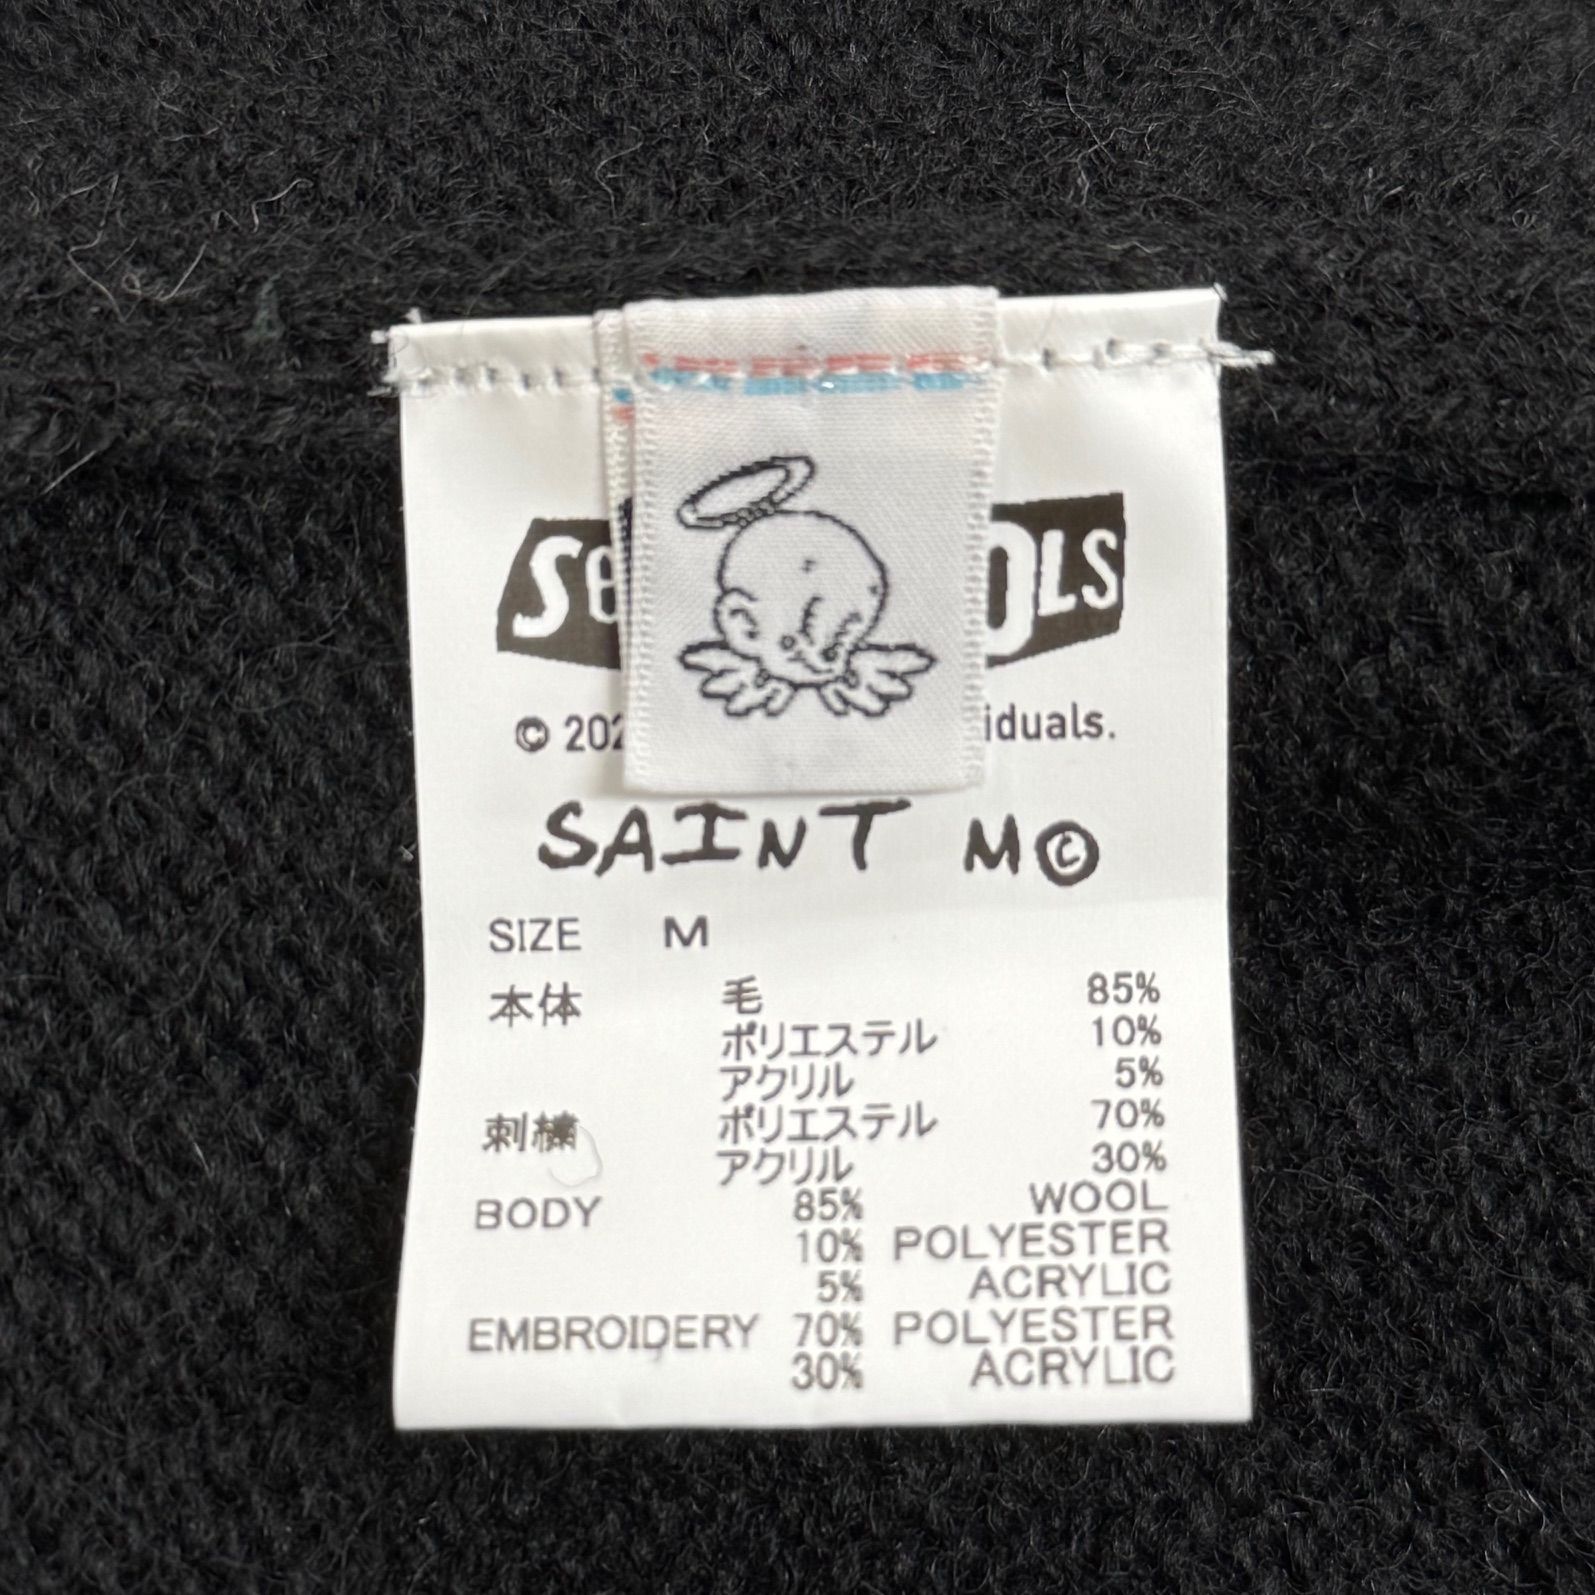 © 202
iduals.
SAINT M©
SIZE M
本体 毛 85%
ポリエステル 10%
アクリル 5%
刺繍 ポリエステル 70%
アクリル 30%
BODY 85% WOOL
10% POLYESTER
5% ACRYLIC
EMBROIDERY 70% POLYESTER
30% ACRYLIC